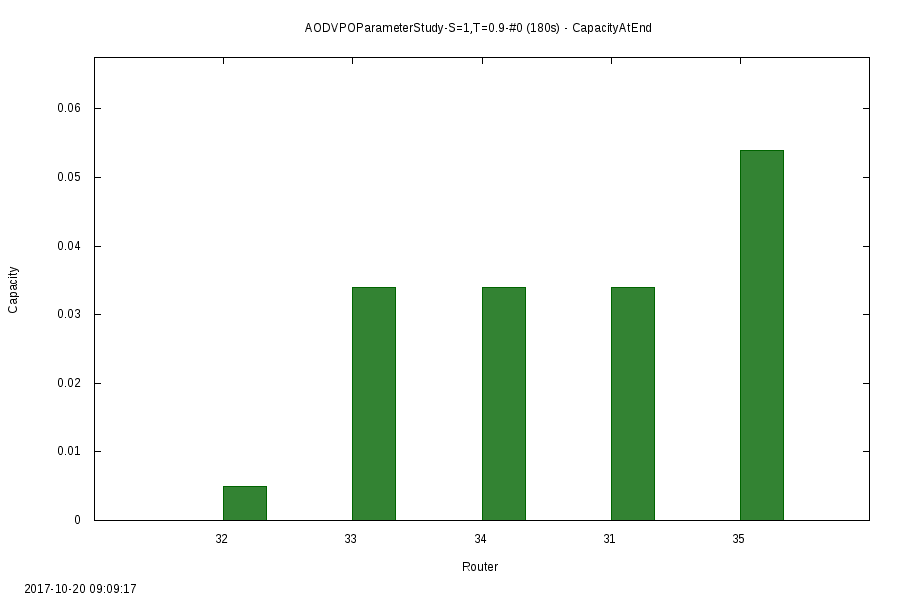 AODVPOParameterStudy-S=1,T=0.9-#0 (180s) - CapacityAtEnd
0.06
0.05
0.04
0.03
0.02
0.01
0
Capacity
32 33 34 31 35
Router
2017-10-20 09:09:17